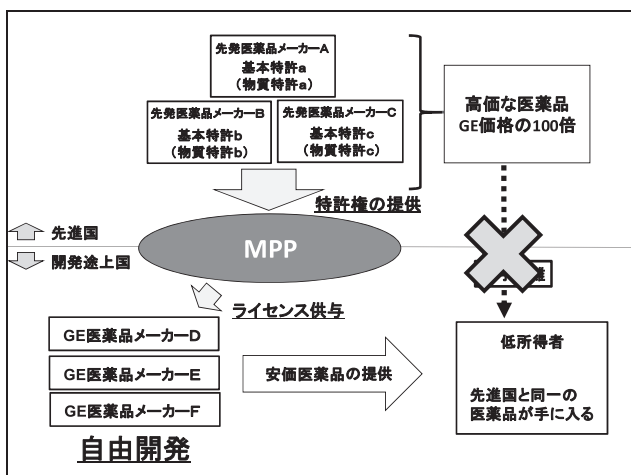 先発医薬品メーカーA
基本特許a
(物質特許a)
先発医薬品メーカーB
基本特許b
(物質特許b)
先発医薬品メーカーC
基本特許c
(物質特許c)
高価な医薬品
GE価格の100倍
特許権の提供
先進国
開発途上国
MPP
ライセンス供与
GE医薬品メーカーD
GE医薬品メーカーE
GE医薬品メーカーF
自由開発
安価医薬品の提供
低所得者
先進国と同一の
医薬品が手に入る